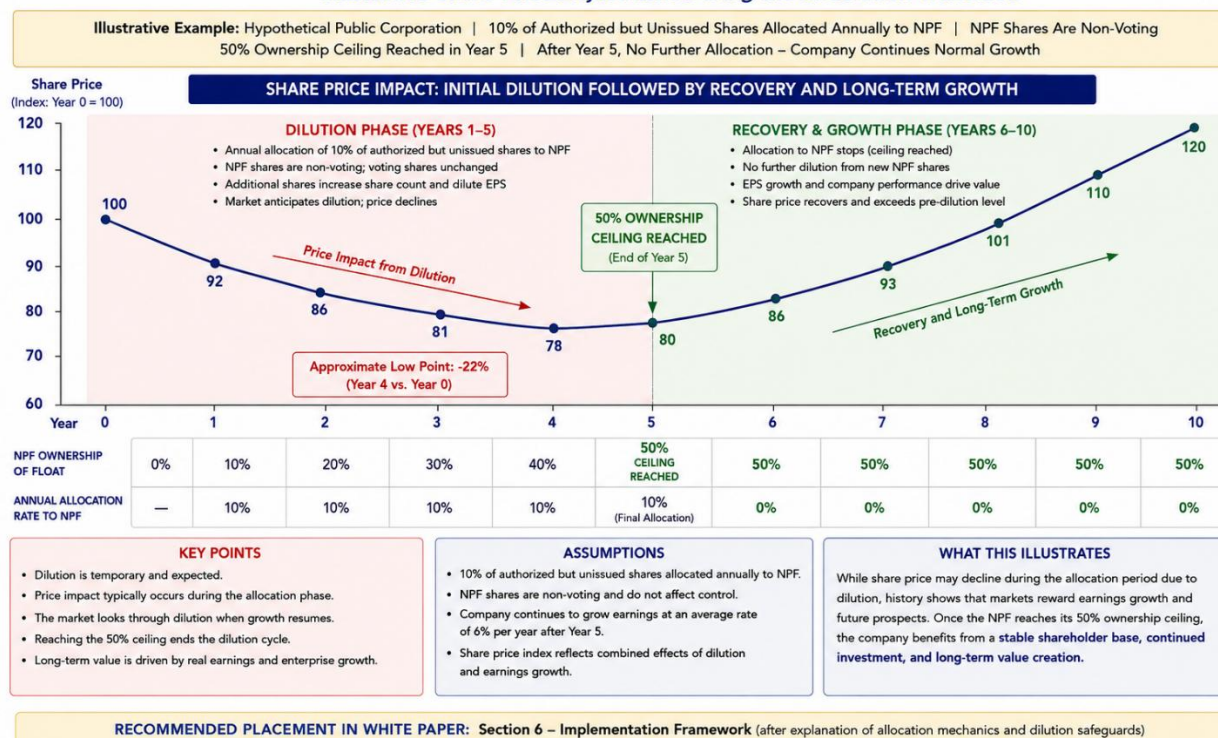 Illustrative Example: Hypothetical Public Corporation | 10% of Authorized but Unissued Shares Allocated Annually to NPF | NPF Shares Are Non-Voting
50% Ownership Ceiling Reached in Year 5 | After Year 5, No Further Allocation – Company Continues Normal Growth
Share Price
(Index: Year 0 = 100)
SHARE PRICE IMPACT: INITIAL DILUTION FOLLOWED BY RECOVERY AND LONG-TERM GROWTH
120
110
100
90
80
70
60
DILUTION PHASE (YEARS 1–5)
• Annual allocation of 10% of authorized but unissued shares to NPF
• NPF shares are non-voting; voting shares unchanged
• Additional shares increase share count and dilute EPS
• Market anticipates dilution; price declines
RECOVERY & GROWTH PHASE (YEARS 6–10)
• Allocation to NPF stops (ceiling reached)
• No further dilution from new NPF shares
• EPS growth and company performance drive value
• Share price recovers and exceeds pre-dilution level
50% OWNERSHIP
CEILING REACHED
(End of Year 5)
Price Impact from Dilution
Recovery and Long-Term Growth
100
92
86
81
78
80
86
93
101
110
120
Approximate Low Point: -22%
(Year 4 vs. Year 0)
Year 0 1 2 3 4 5 6 7 8 9 10
NPF OWNERSHIP
OF FLOAT
0% 10% 20% 30% 40% 50% CEILING REACHED 50% 50% 50% 50% 50%
ANNUAL ALLOCATION
RATE TO NPF
— 10% 10% 10% 10% 10% (Final Allocation) 0% 0% 0% 0% 0%
KEY POINTS
• Dilution is temporary and expected.
• Price impact typically occurs during the allocation phase.
• The market looks through dilution when growth resumes.
• Reaching the 50% ceiling ends the dilution cycle.
• Long-term value is driven by real earnings and enterprise growth.
ASSUMPTIONS
• 10% of authorized but unissued shares allocated annually to NPF.
• NPF shares are non-voting and do not affect control.
• Company continues to grow earnings at an average rate
of 6% per year after Year 5.
• Share price index reflects combined effects of dilution
and earnings growth.
WHAT THIS ILLUSTRATES
While share price may decline during the allocation period due to
dilution, history shows that markets reward earnings growth and
future prospects. Once the NPF reaches its 50% ownership ceiling,
the company benefits from a stable shareholder base, continued
investment, and long-term value creation.
RECOMMENDED PLACEMENT IN WHITE PAPER: Section 6 – Implementation Framework (after explanation of allocation mechanics and dilution safeguards)